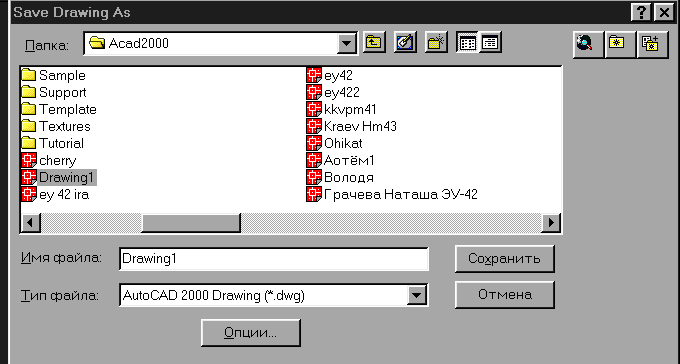 Save Drawing As
Папка: Acad2000
Sample
Support
Template
Textures
Tutorial
cherry
Drawing1
ey 42 ira
ey42
ey422
kkvpm41
Kraev Hm43
Ohikat
Аотём1
Володя
Грачева Наташа ЭУ-42
Имя файла: Drawing1 Сохранить
Тип файла: AutoCAD 2000 Drawing (*.dwg) Отмена
Опции...